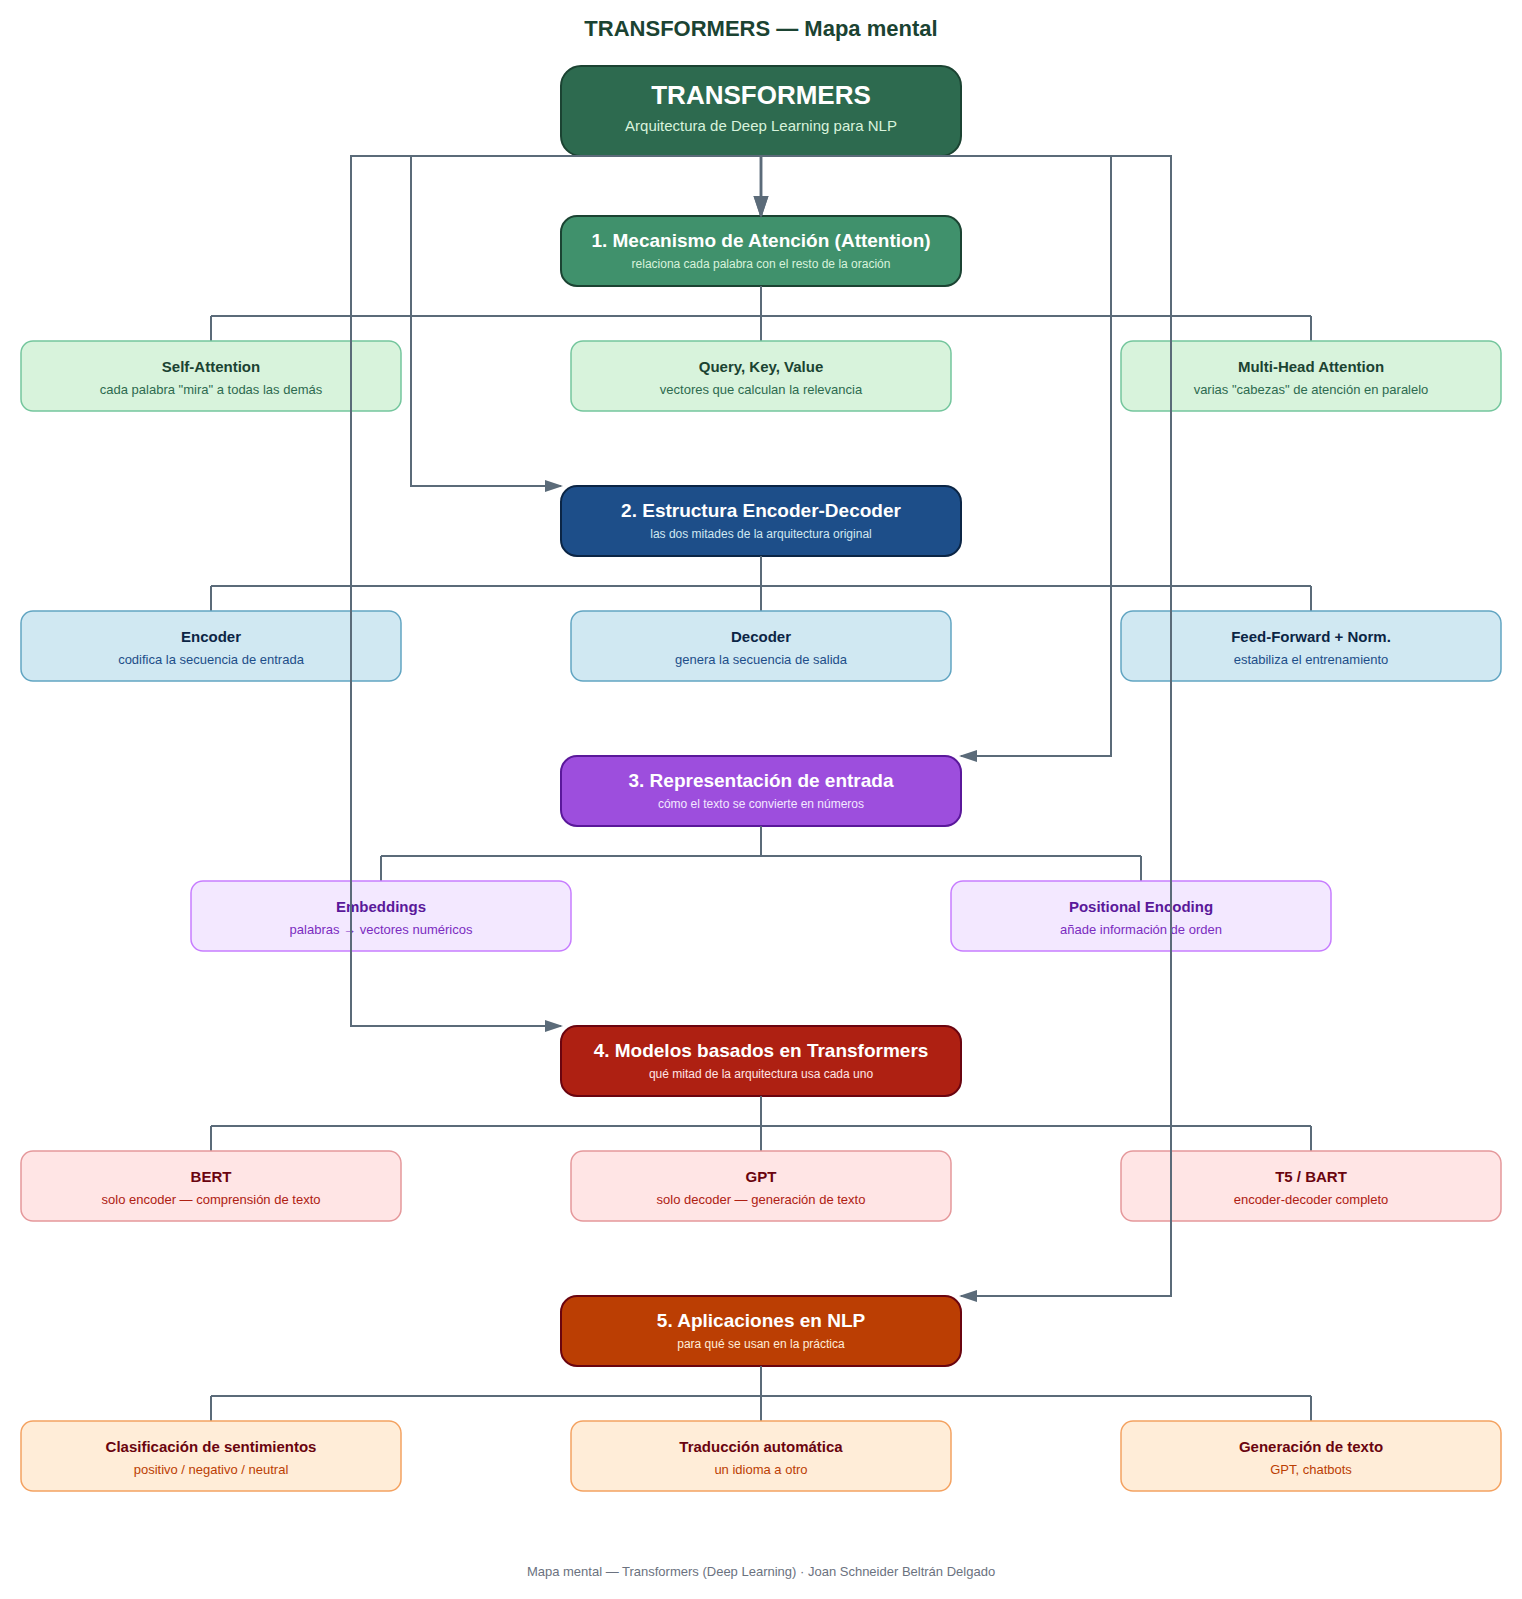 TRANSFORMERS — Mapa mental
TRANSFORMERS
Arquitectura de Deep Learning para NLP
1. Mecanismo de Atención (Attention)
relaciona cada palabra con el resto de la oración
Self-Attention
cada palabra "mira" a todas las demás
Query, Key, Value
vectores que calculan la relevancia
Multi-Head Attention
varias "cabezas" de atención en paralelo
2. Estructura Encoder-Decoder
las dos mitades de la arquitectura original
Encoder
codifica la secuencia de entrada
Decoder
genera la secuencia de salida
Feed-Forward + Norm.
estabiliza el entrenamiento
3. Representación de entrada
cómo el texto se convierte en números
Embeddings
palabras → vectores numéricos
Positional Encoding
añade información de orden
4. Modelos basados en Transformers
qué mitad de la arquitectura usa cada uno
BERT
solo encoder — comprensión de texto
GPT
solo decoder — generación de texto
T5 / BART
encoder-decoder completo
5. Aplicaciones en NLP
para qué se usan en la práctica
Clasificación de sentimientos
positivo / negativo / neutral
Traducción automática
un idioma a otro
Generación de texto
GPT, chatbots
Mapa mental — Transformers (Deep Learning) · Joan Schneider Beltrán Delgado